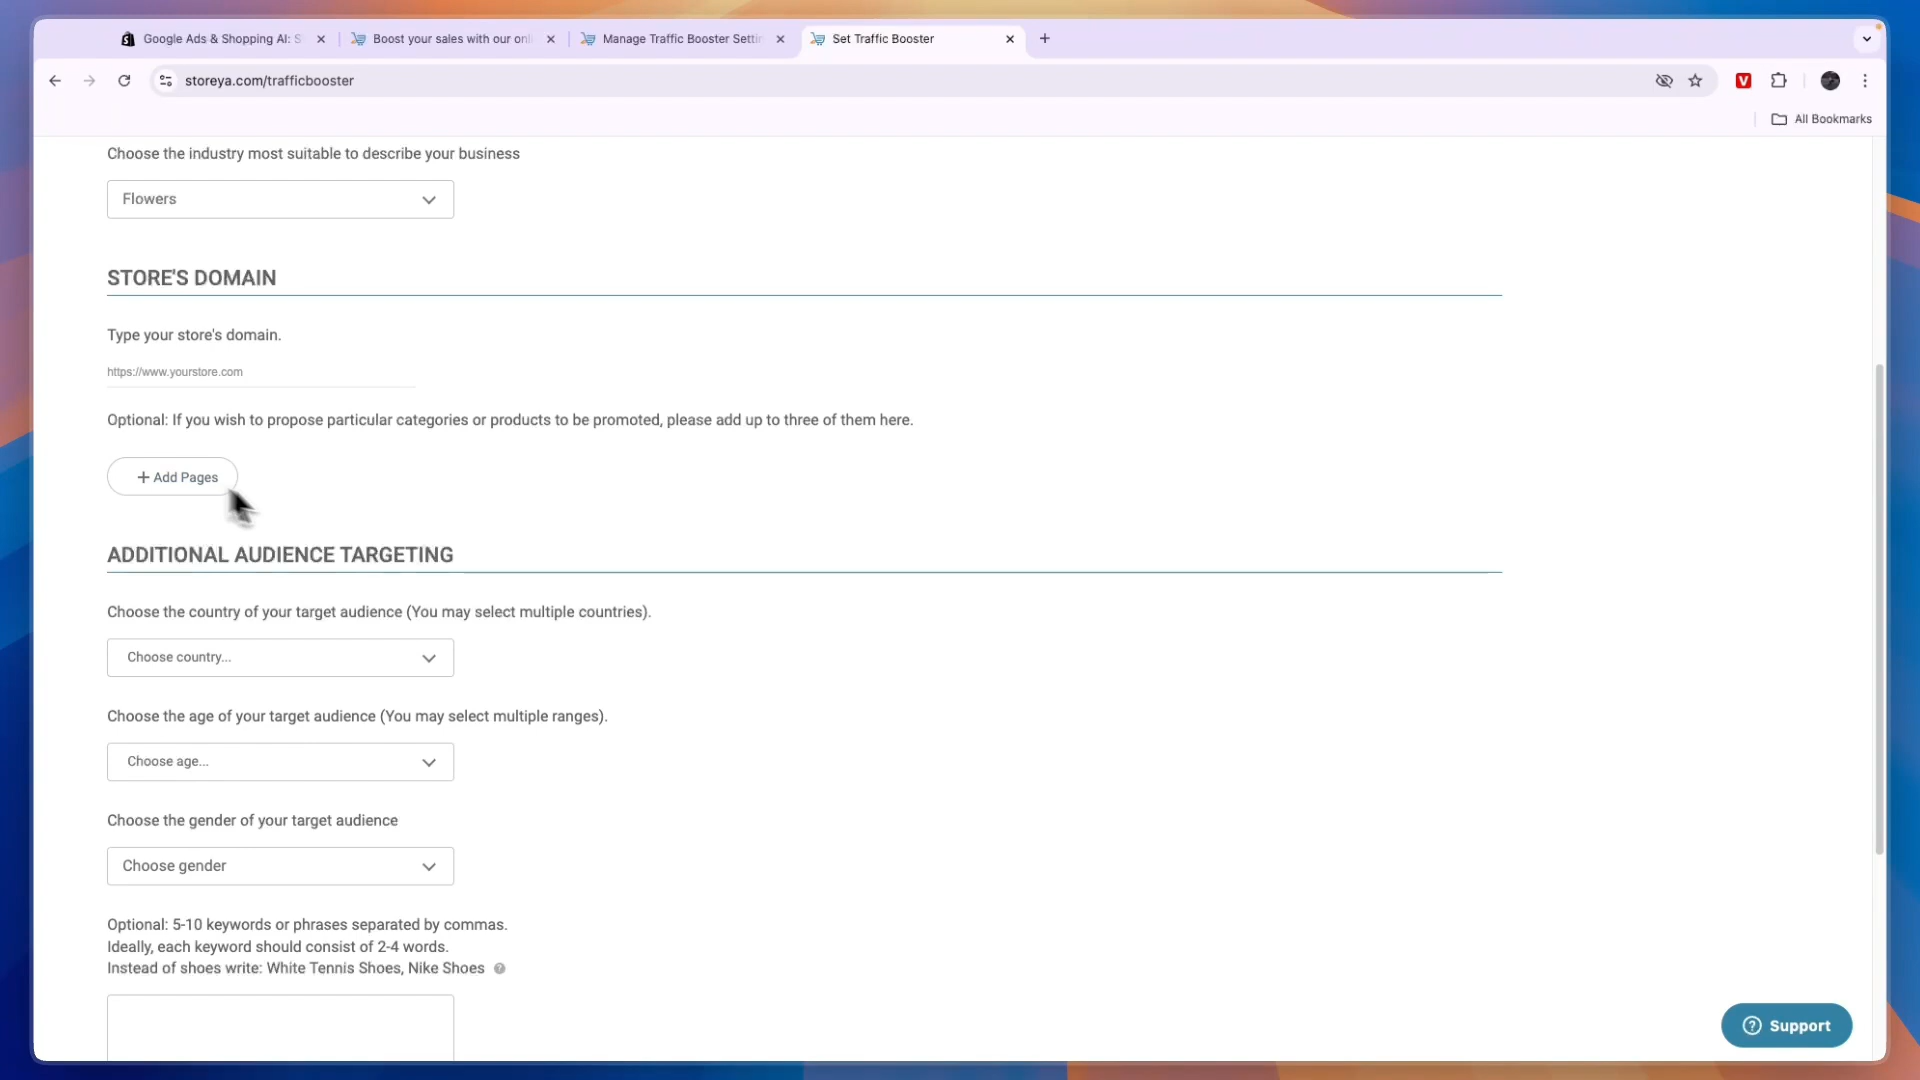 Google Ads & Shopping AI: S
Boost your sales with our onl
Manage Traffic Booster Settin
Set Traffic Booster
storeya.com/trafficbooster
All Bookmarks
Choose the industry most suitable to describe your business
Flowers
STORE'S DOMAIN
Type your store's domain.
https://www.yourstore.com
Optional: If you wish to propose particular categories or products to be promoted, please add up to three of them here.
+ Add Pages
ADDITIONAL AUDIENCE TARGETING
Choose the country of your target audience (You may select multiple countries).
Choose country...
Choose the age of your target audience (You may select multiple ranges).
Choose age...
Choose the gender of your target audience
Choose gender
Optional: 5-10 keywords or phrases separated by commas.
Ideally, each keyword should consist of 2-4 words.
Instead of shoes write: White Tennis Shoes, Nike Shoes ?
? Support